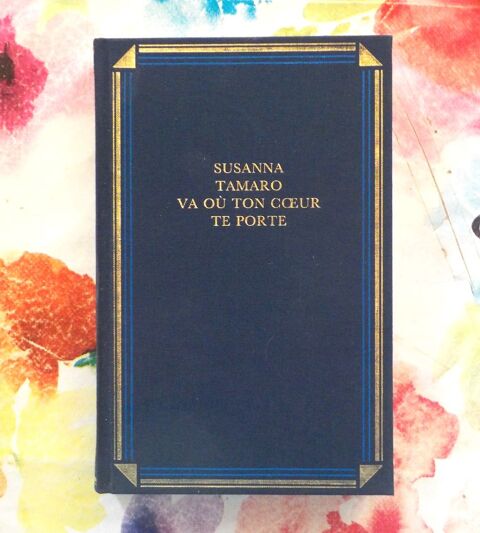 SUSANNA
TAMARO
VA OÙ TON CŒUR
TE PORTE